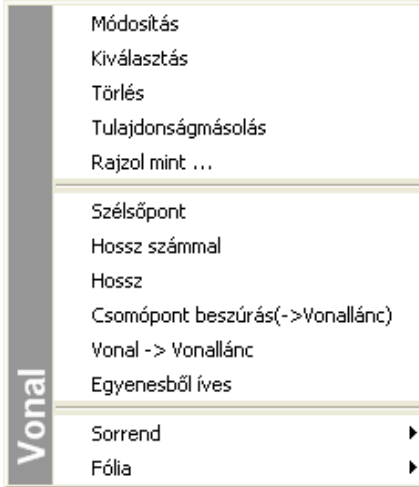 Módosítás
Kiválasztás
Törlés
Tulajdonságmásolás
Rajzol mint ...
Szélsőpont
Hossz számmal
Hossz
Csomópont beszúrás(->Vonallánc)
Vonal -> Vonallánc
Egyenesből íves
Sorrend
Fólia
Vonal